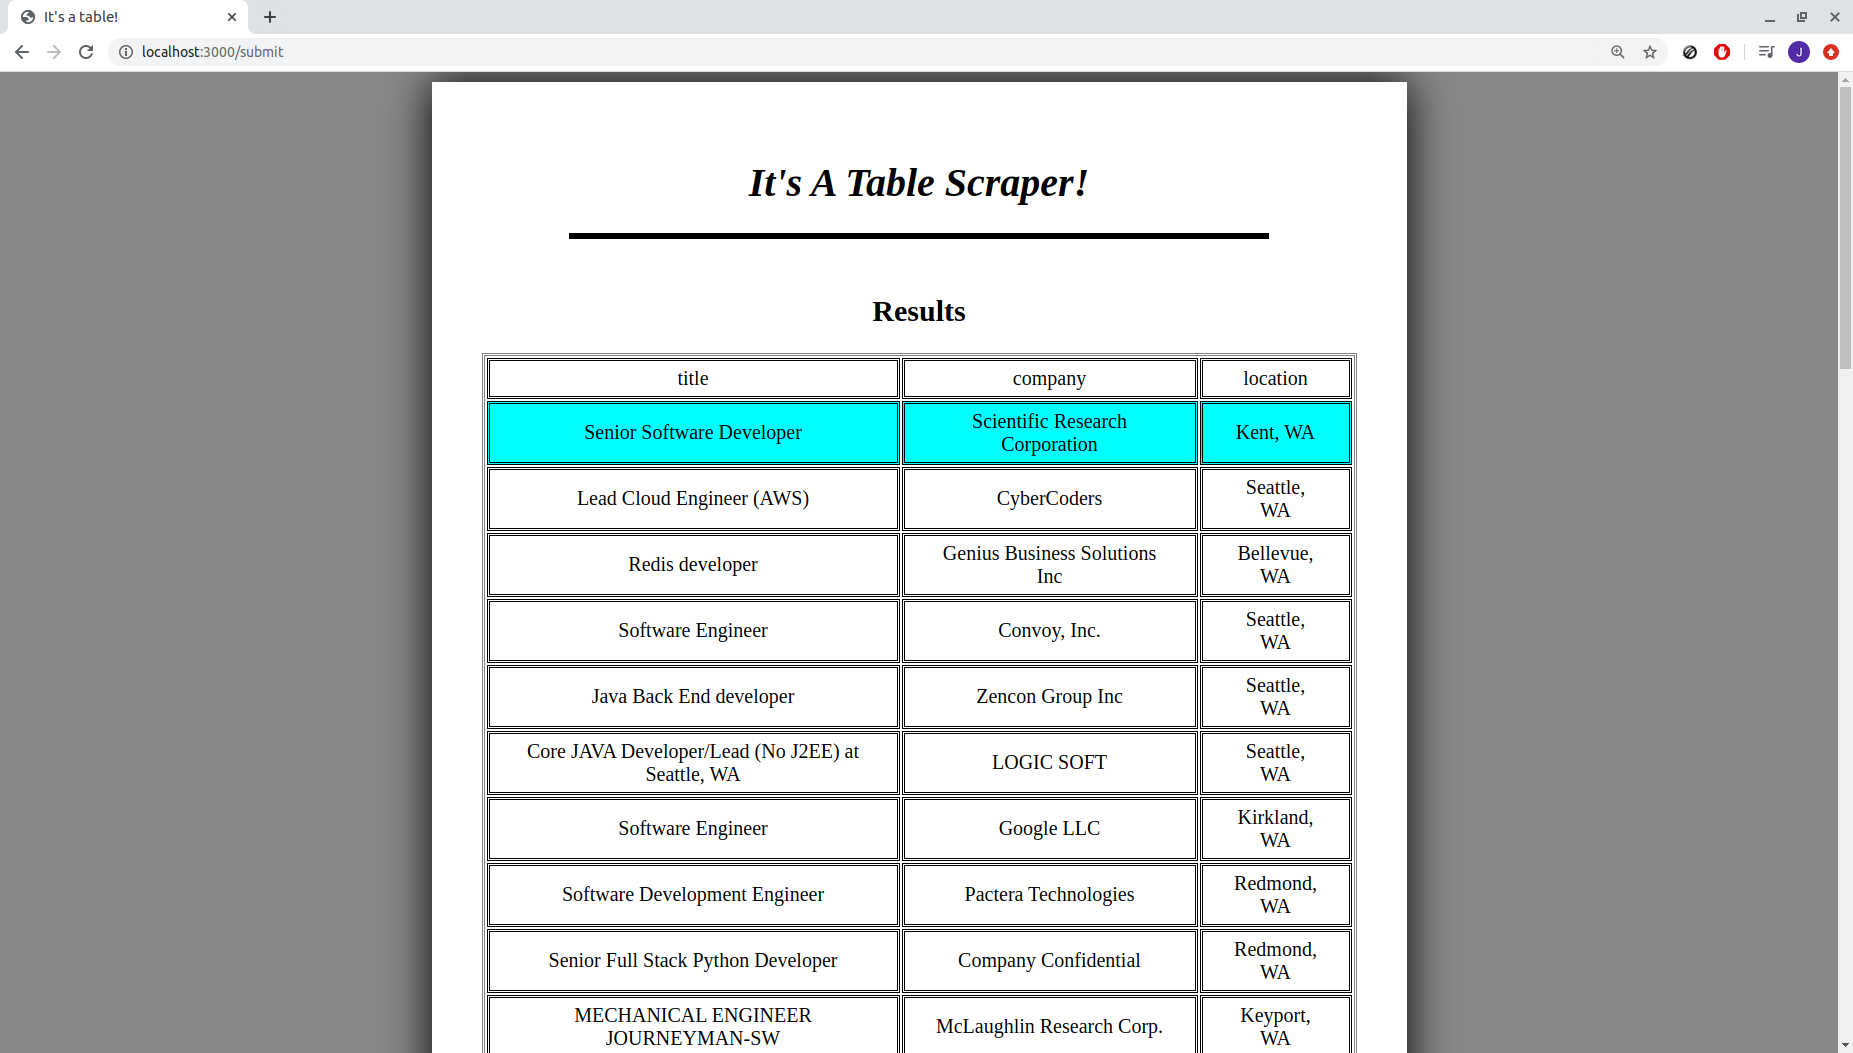 It's a table!
localhost:3000/submit
J
It's A Table Scraper!
Results
title company location
Senior Software Developer
Scientific Research
Corporation
Kent, WA
Lead Cloud Engineer (AWS)
CyberCoders
Seattle,
WA
Redis developer
Genius Business Solutions
Inc
Bellevue,
WA
Software Engineer
Convoy, Inc.
Seattle,
WA
Java Back End developer
Zencon Group Inc
Seattle,
WA
Core JAVA Developer/Lead (No J2EE) at
Seattle, WA
LOGIC SOFT
Seattle,
WA
Software Engineer
Google LLC
Kirkland,
WA
Software Development Engineer
Pactera Technologies
Redmond,
WA
Senior Full Stack Python Developer
Company Confidential
Redmond,
WA
MECHANICAL ENGINEER
JOURNEYMAN-SW
McLaughlin Research Corp.
Keyport,
WA